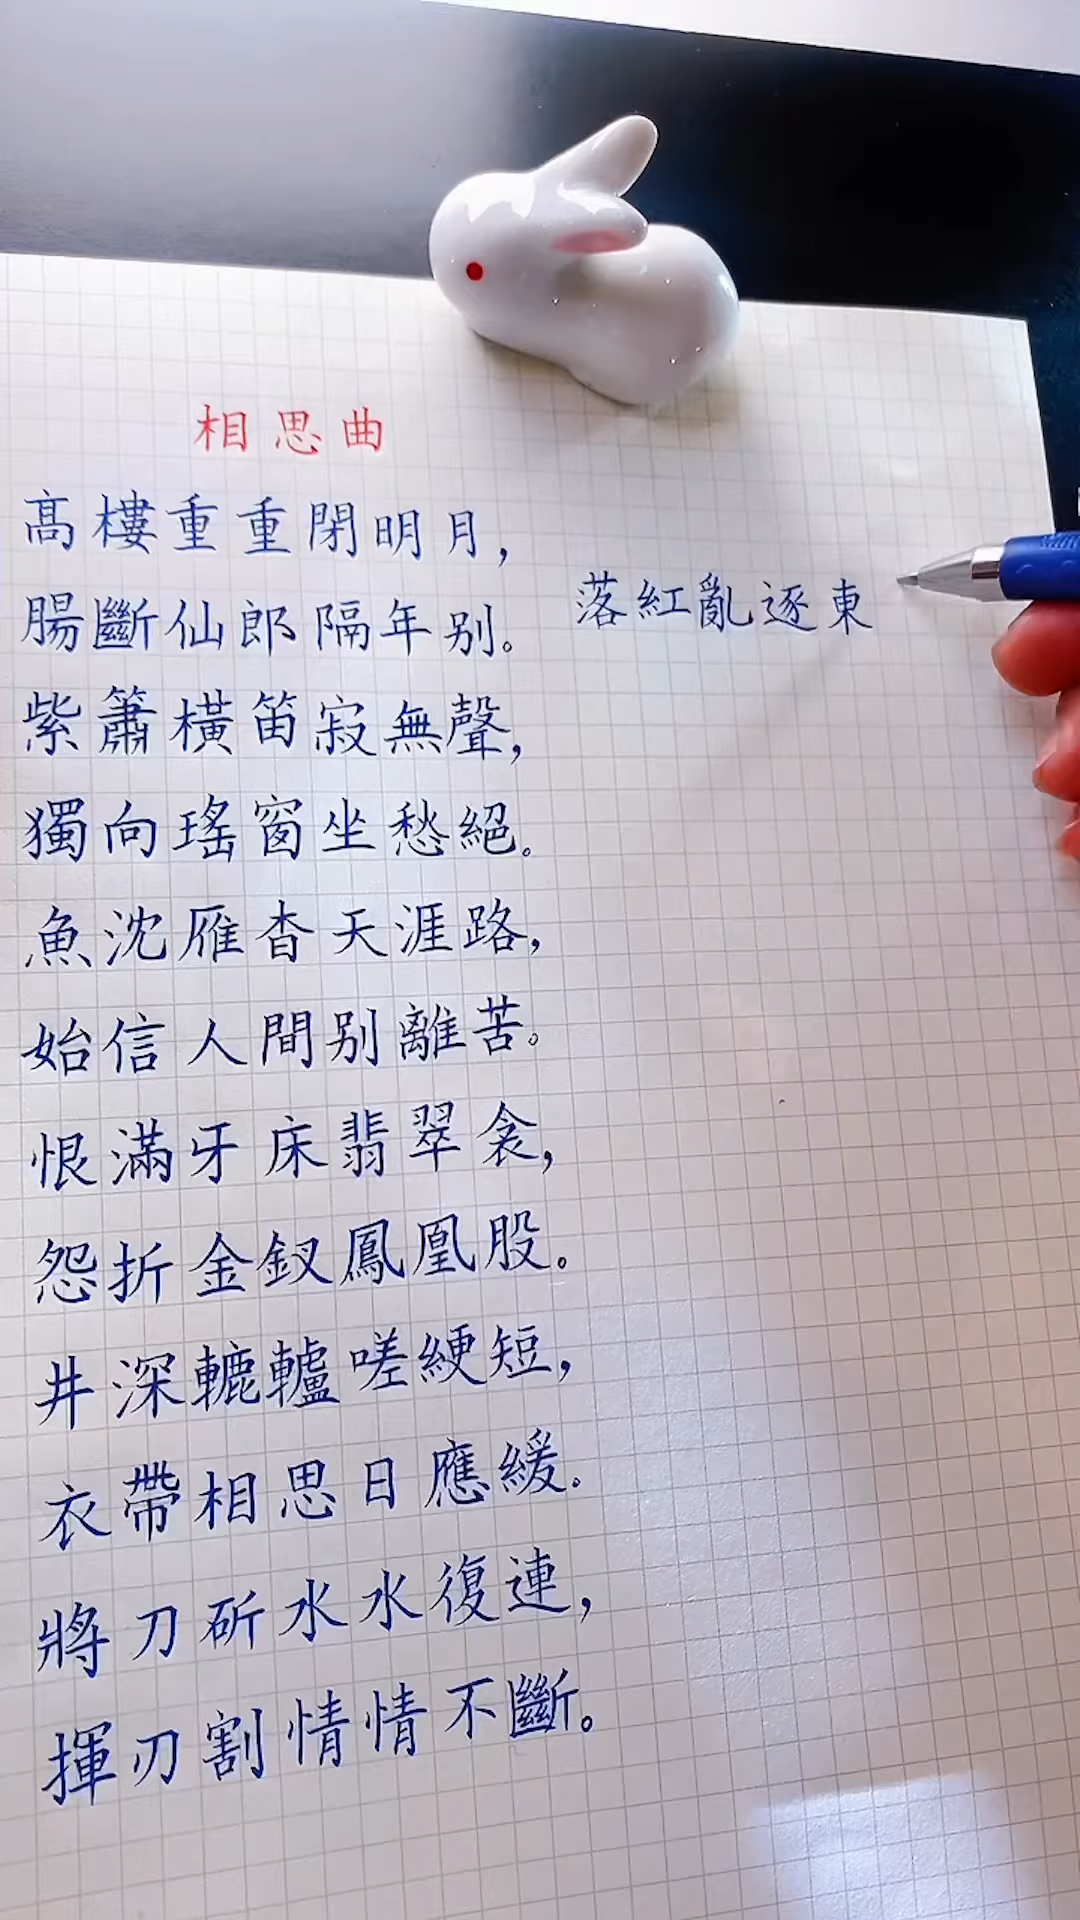 相思曲
高樓重重閉明月，
腸斷仙郎隔年别。
紫簫橫笛寂無聲，
獨向瑤窗坐愁絕。
魚沈雁杳天涯路，
始信人間别離苦。
恨滿牙床翡翠衾，
怨折金釵鳳凰股。
井深轆轤嗟綆短，
衣帶相思日應緩.
將刀斫水水復連，
揮刃割情情不斷。
落紅亂逐東